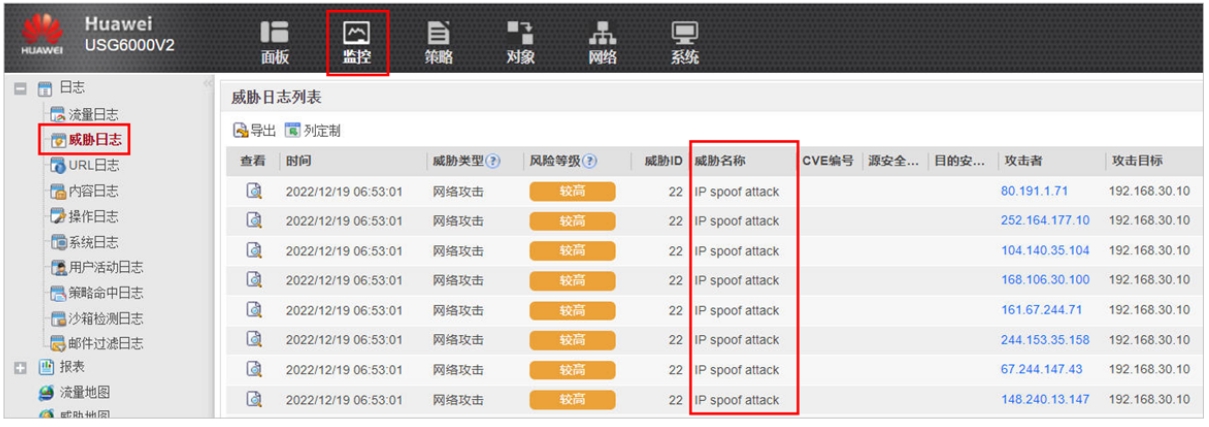 HUAWEI
Huawei
USG6000V2
面板
监控
策略
对象
网络
系统
日志
流量日志
威胁日志
URL日志
内容日志
操作日志
系统日志
用户活动日志
策略命中日志
沙箱检测日志
邮件过滤日志
报表
流量地图
威胁地图
威胁日志列表
导出 列定制
查看 时间 威胁类型 风险等级 威胁ID 威胁名称 CVE编号 源安全... 目的安... 攻击者 攻击目标
2022/12/19 06:53:01 网络攻击 较高 22 IP spoof attack 80.191.1.71 192.168.30.10
2022/12/19 06:53:01 网络攻击 较高 22 IP spoof attack 252.164.177.10 192.168.30.10
2022/12/19 06:53:01 网络攻击 较高 22 IP spoof attack 104.140.35.104 192.168.30.10
2022/12/19 06:53:01 网络攻击 较高 22 IP spoof attack 168.106.30.100 192.168.30.10
2022/12/19 06:53:01 网络攻击 较高 22 IP spoof attack 161.67.244.71 192.168.30.10
2022/12/19 06:53:01 网络攻击 较高 22 IP spoof attack 244.153.35.158 192.168.30.10
2022/12/19 06:53:01 网络攻击 较高 22 IP spoof attack 67.244.147.43 192.168.30.10
2022/12/19 06:53:01 网络攻击 较高 22 IP spoof attack 148.240.13.147 192.168.30.10